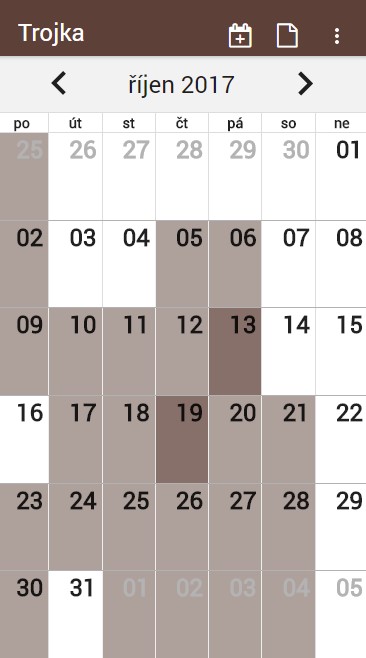 Trojka
říjen 2017
po út st čt pá so ne
25 26 27 28 29 30 01
02 03 04 05 06 07 08
09 10 11 12 13 14 15
16 17 18 19 20 21 22
23 24 25 26 27 28 29
30 31 01 02 03 04 05